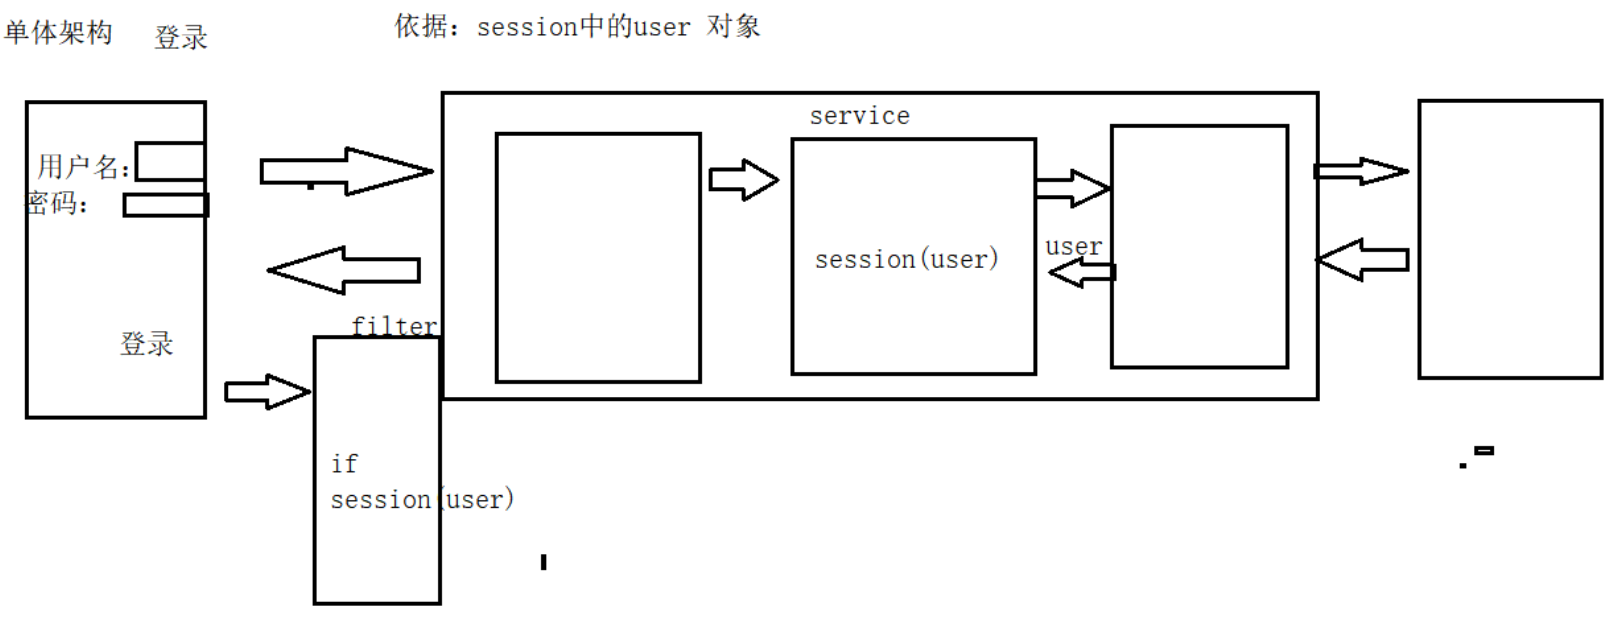 单体架构 登录
依据：session中的user 对象
service
用户名：
密码：
session(user)
user
filter
登录
if
session(user)